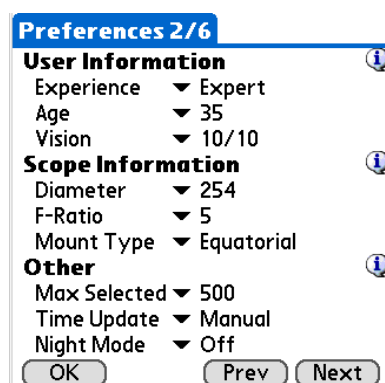 Preferences 2/6
User Information
Experience Expert
Age 35
Vision 10/10
Scope Information
Diameter 254
F-Ratio 5
Mount Type Equatorial
Other
Max Selected 500
Time Update Manual
Night Mode Off
OK Prev Next